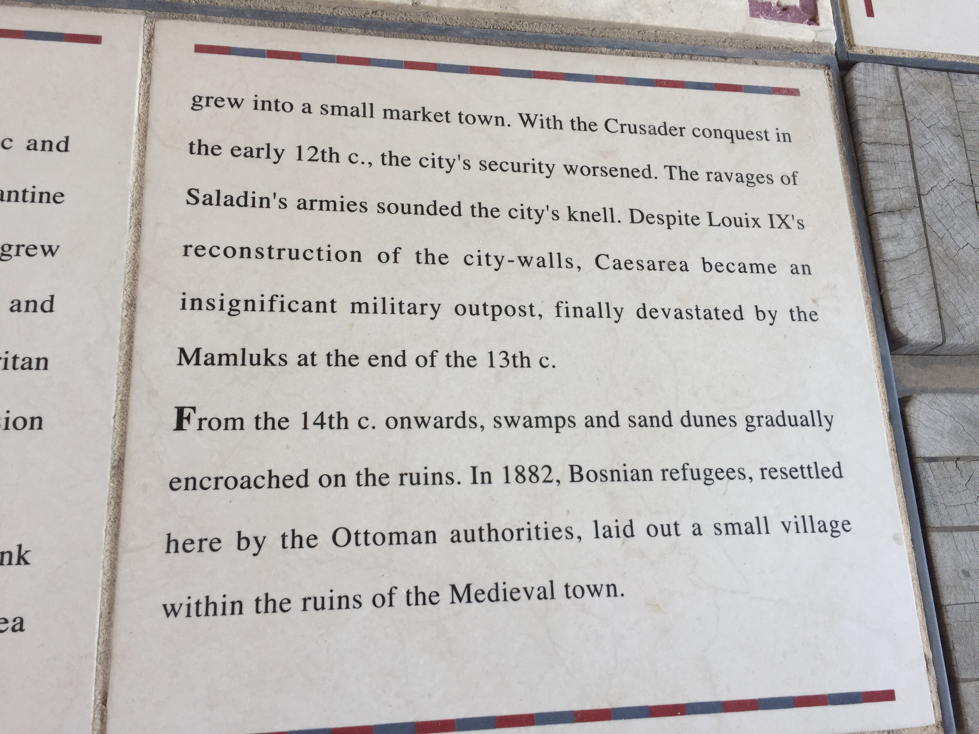 c and
antine
grew
and
ritan
sion
nk
ea
grew into a small market town. With the Crusader conquest in
the early 12th c., the city's security worsened. The ravages of
Saladin's armies sounded the city's knell. Despite Louix IX's
reconstruction of the city-walls, Caesarea became an
insignificant military outpost, finally devastated by the
Mamluks at the end of the 13th c.
From the 14th c. onwards, swamps and sand dunes gradually
encroached on the ruins. In 1882, Bosnian refugees, resettled
here by the Ottoman authorities, laid out a small village
within the ruins of the Medieval town.